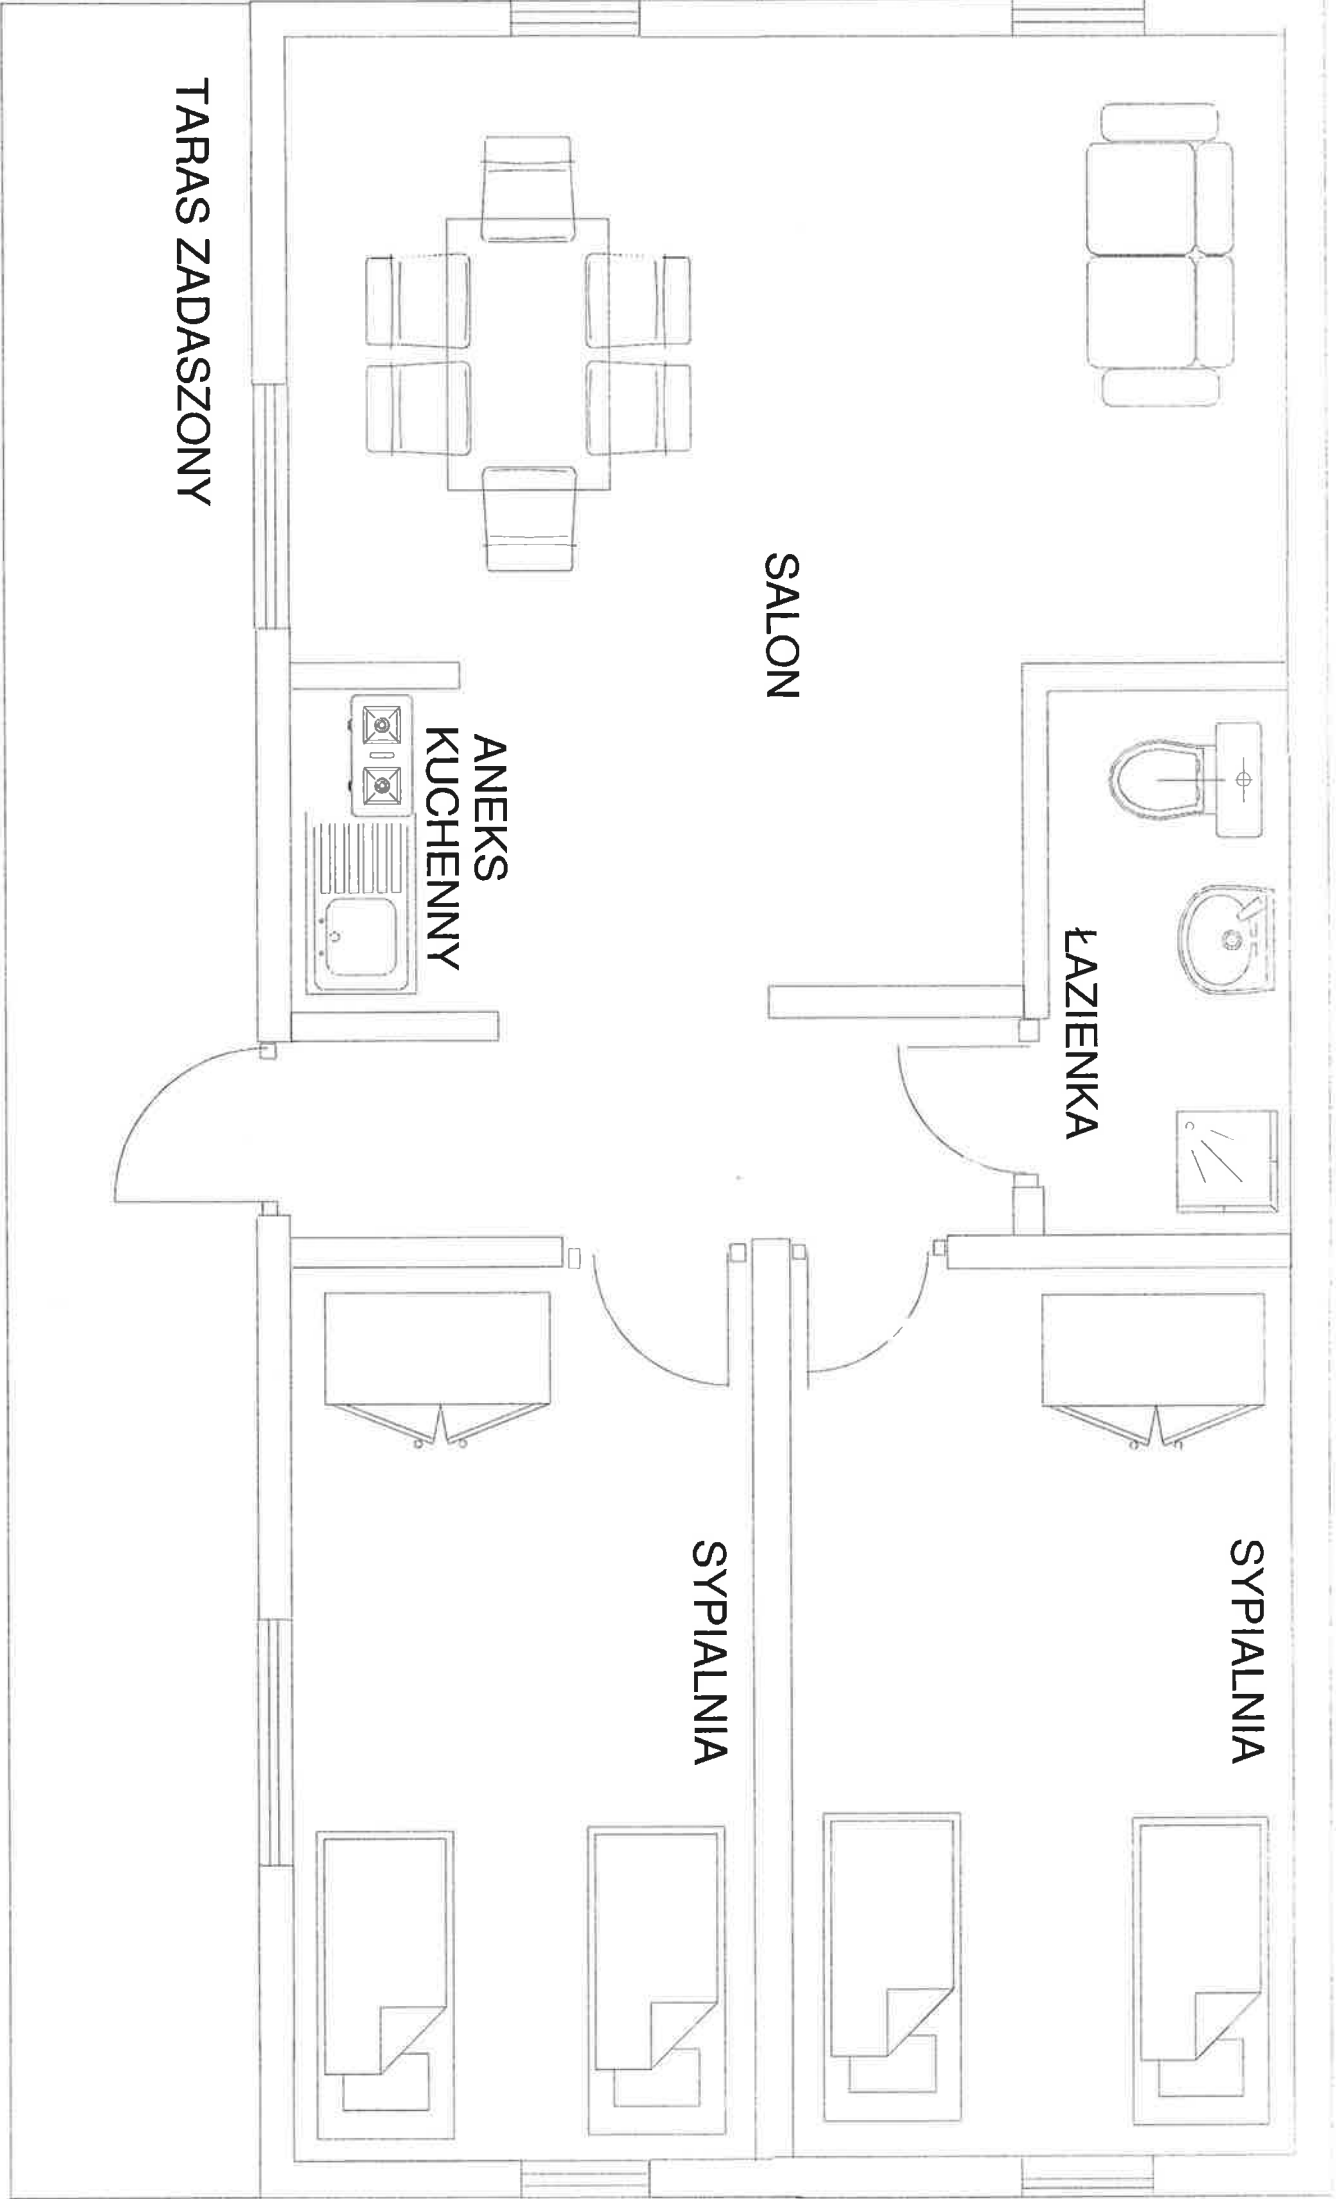 SYPIALNIA
ŁAZIENKA
SALON
SYPIALNIA
ANEKS
KUCHENNY
TARAS ZADASZONY